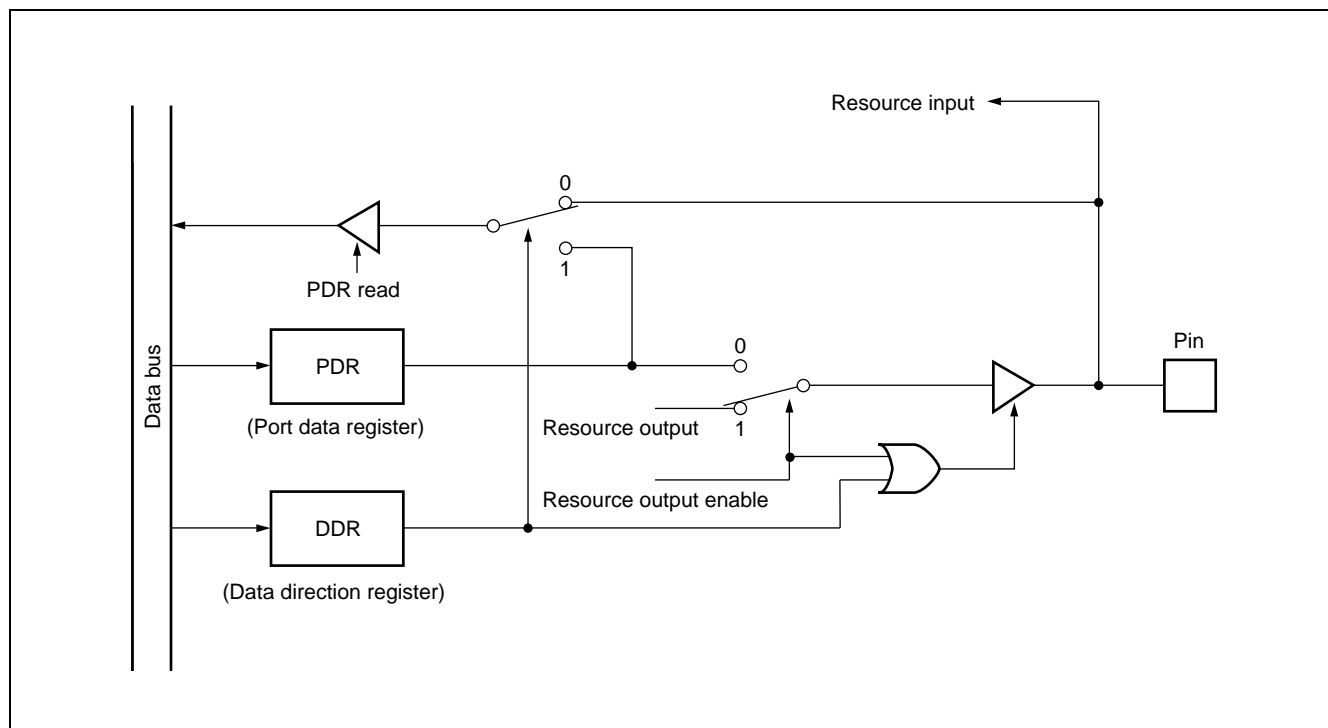 Resource input
0
1
PDR read
Data bus
PDR
(Port data register)
0
Pin
Resource output
1
Resource output enable
DDR
(Data direction register)